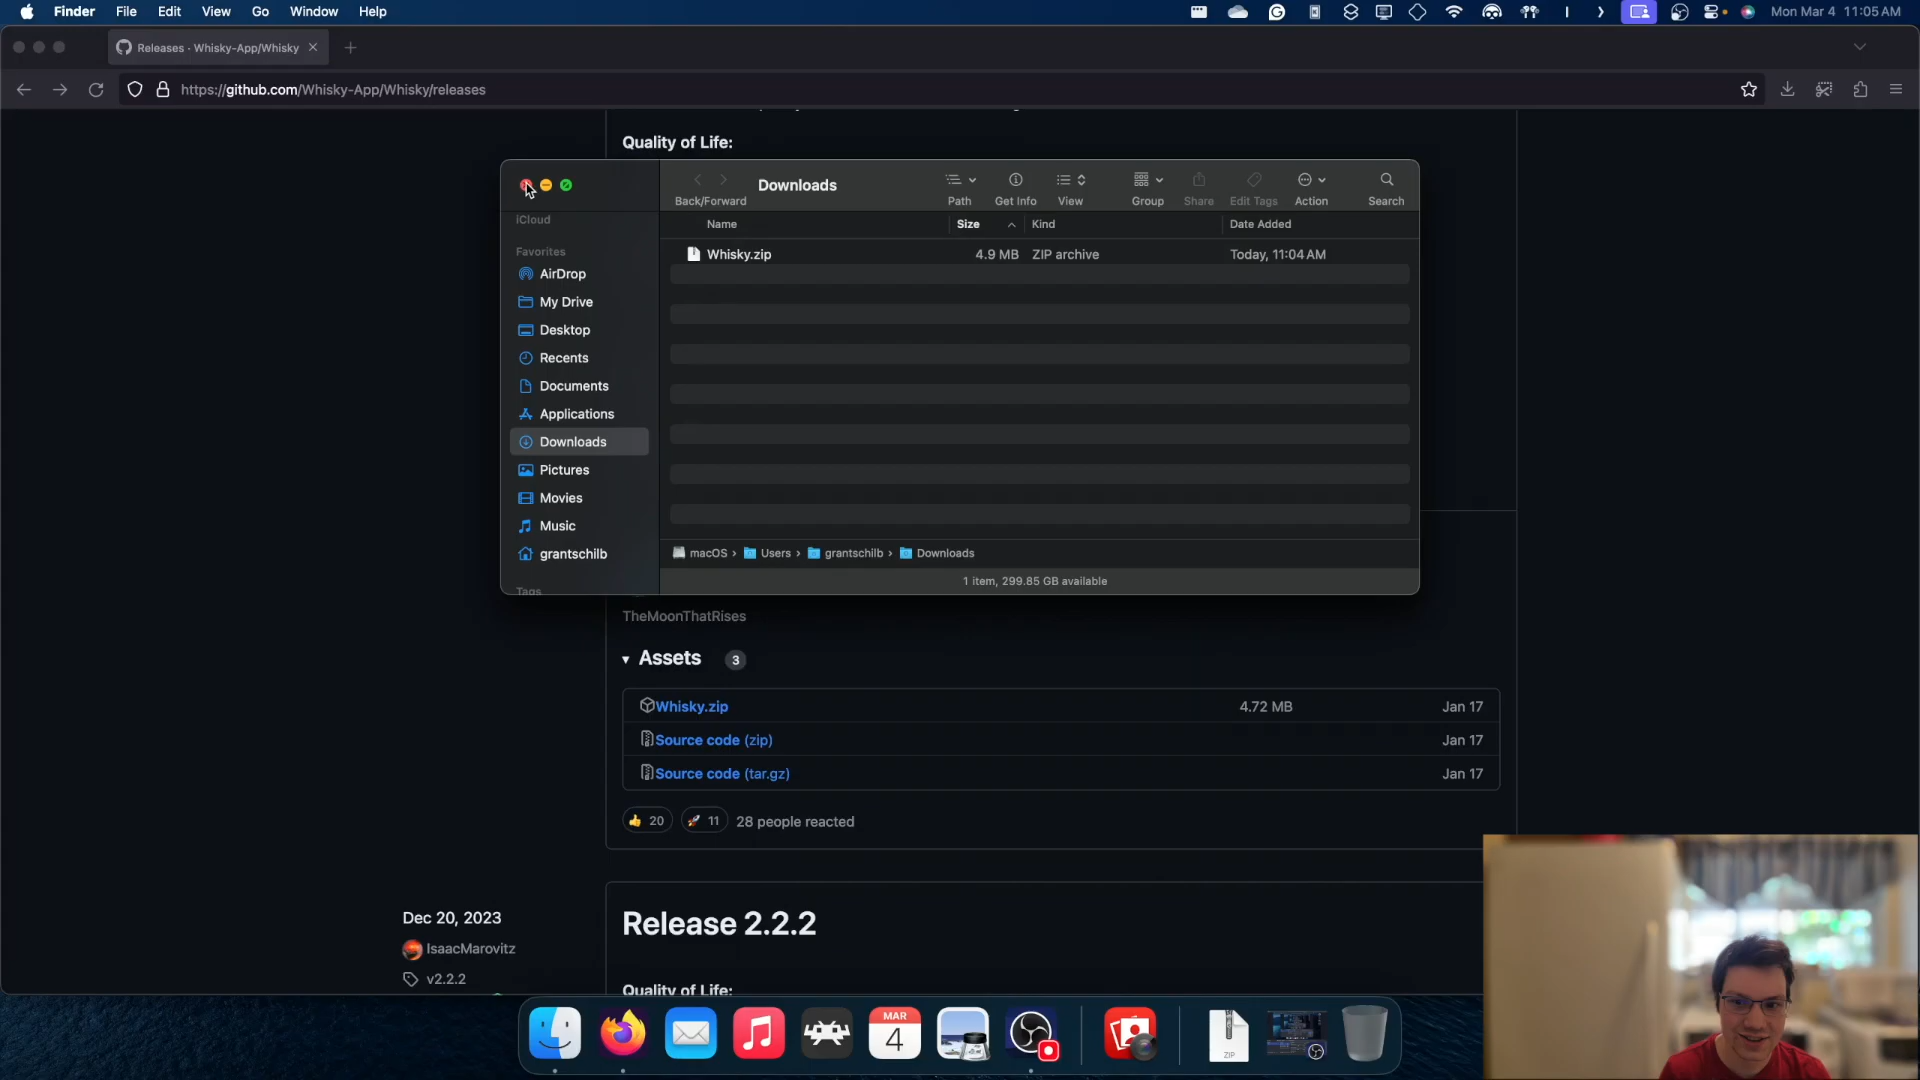 Finder File Edit View Go Window Help
Mon Mar 4 11:05 AM
Releases · Whisky-App/Whisky
https://github.com/Whisky-App/Whisky/releases
Quality of Life:
Downloads
Back/Forward Path Get Info View Group Share Edit Tags Action Search
iCloud
Favorites
AirDrop
My Drive
Desktop
Recents
Documents
Applications
Downloads
Pictures
Movies
Music
grantschilb
Tags
Name Size Kind Date Added
Whisky.zip 4.9 MB ZIP archive Today, 11:04 AM
macOS › Users › grantschilb › Downloads
1 item, 299.85 GB available
TheMoonThatRises
Assets 3
Whisky.zip 4.72 MB Jan 17
Source code (zip) Jan 17
Source code (tar.gz) Jan 17
20 11 28 people reacted
Dec 20, 2023
IsaacMarovitz
v2.2.2
Release 2.2.2
Quality of Life:
MAR
4
ZIP